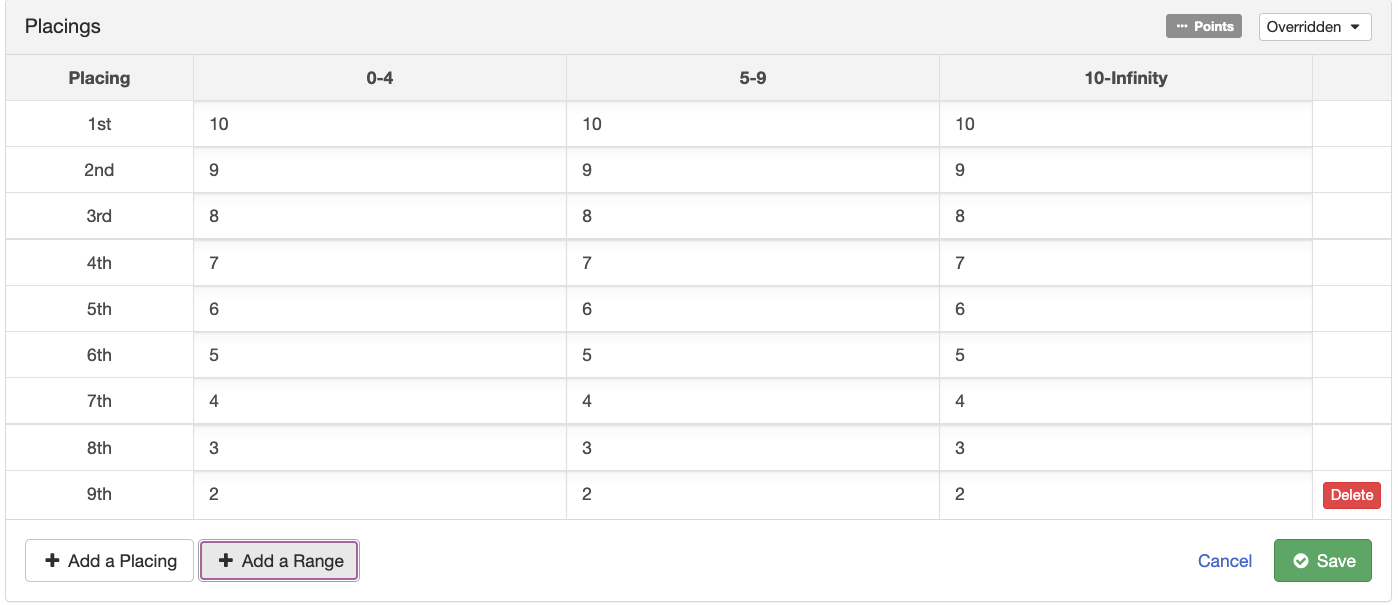 Placings ··· Points Overridden
Placing 0-4 5-9 10-Infinity
1st 10 10 10
2nd 9 9 9
3rd 8 8 8
4th 7 7 7
5th 6 6 6
6th 5 5 5
7th 4 4 4
8th 3 3 3
9th 2 2 2 Delete
+ Add a Placing + Add a Range Cancel Save